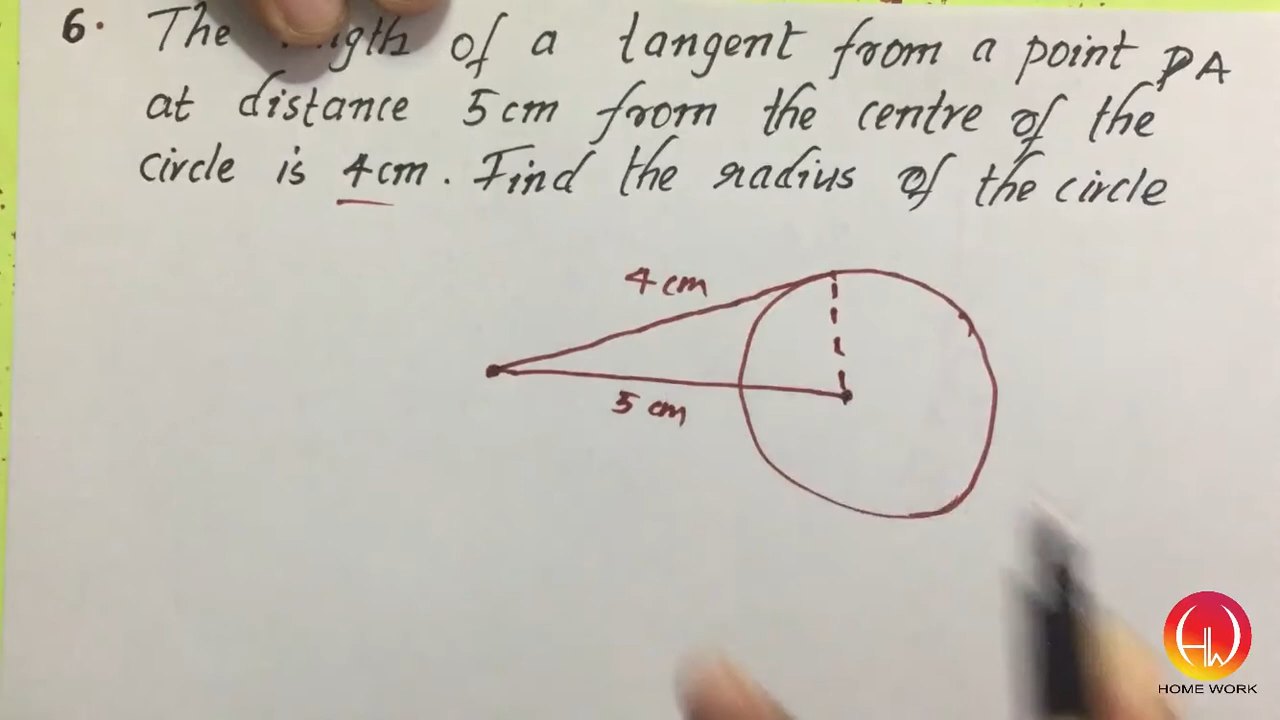 6. The of a tangent from a point A
at distance 5cm from the centre of the
circle is 4cm. Find the radius of the circle
4 cm
5 cm
HW
HOME WORK